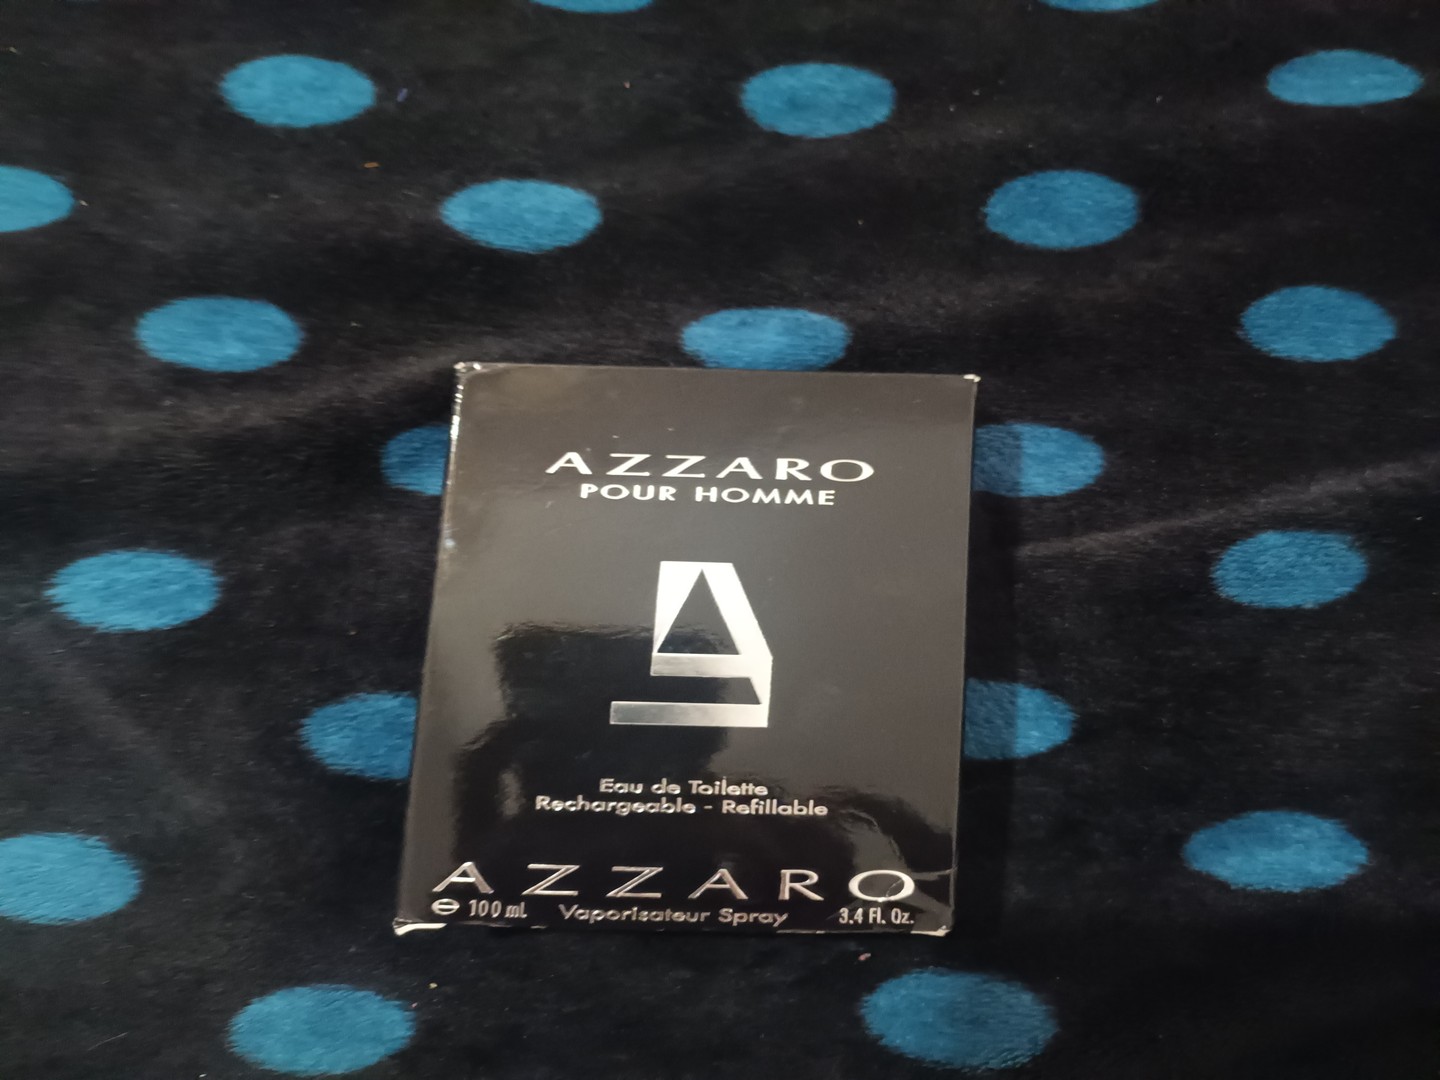 AZZARO
POUR HOMME
Eau de Toilette
Rechargeable - Refillable
AZZARO
℮ 100 ml Vaporisateur Spray 3.4 Fl. Oz.